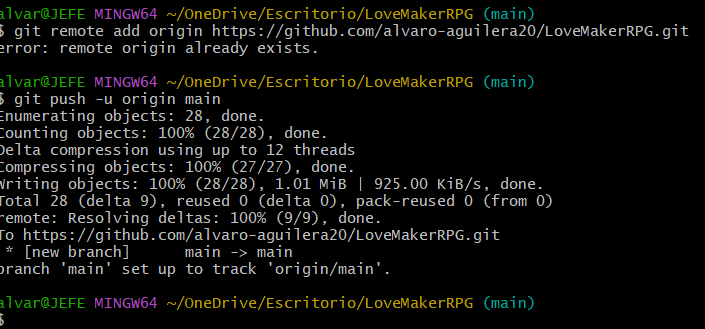 alvar@JEFE MINGW64 ~/OneDrive/Escritorio/LoveMakerRPG (main)
$ git remote add origin https://github.com/alvaro-aguilera20/LoveMakerRPG.git
error: remote origin already exists.
alvar@JEFE MINGW64 ~/OneDrive/Escritorio/LoveMakerRPG (main)
$ git push -u origin main
Enumerating objects: 28, done.
Counting objects: 100% (28/28), done.
Delta compression using up to 12 threads
Compressing objects: 100% (27/27), done.
Writing objects: 100% (28/28), 1.01 MiB | 925.00 KiB/s, done.
Total 28 (delta 9), reused 0 (delta 0), pack-reused 0 (from 0)
remote: Resolving deltas: 100% (9/9), done.
To https://github.com/alvaro-aguilera20/LoveMakerRPG.git
 * [new branch]      main -> main
branch 'main' set up to track 'origin/main'.
alvar@JEFE MINGW64 ~/OneDrive/Escritorio/LoveMakerRPG (main)
$